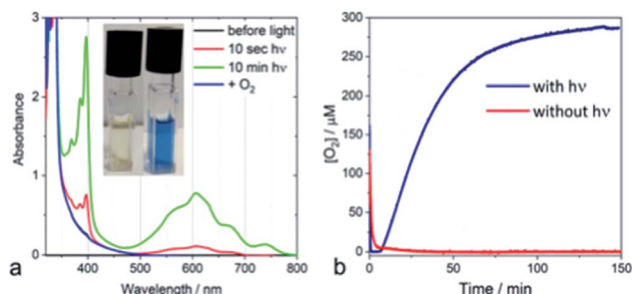 3
2
1
0
Absorbance
400 500 600 700 800
Wavelength / nm
before light
10 sec hν
10 min hν
+ O₂
a
300
250
200
150
100
50
0
[O₂] / µM
0 50 100 150
Time / min
with hν
without hν
b